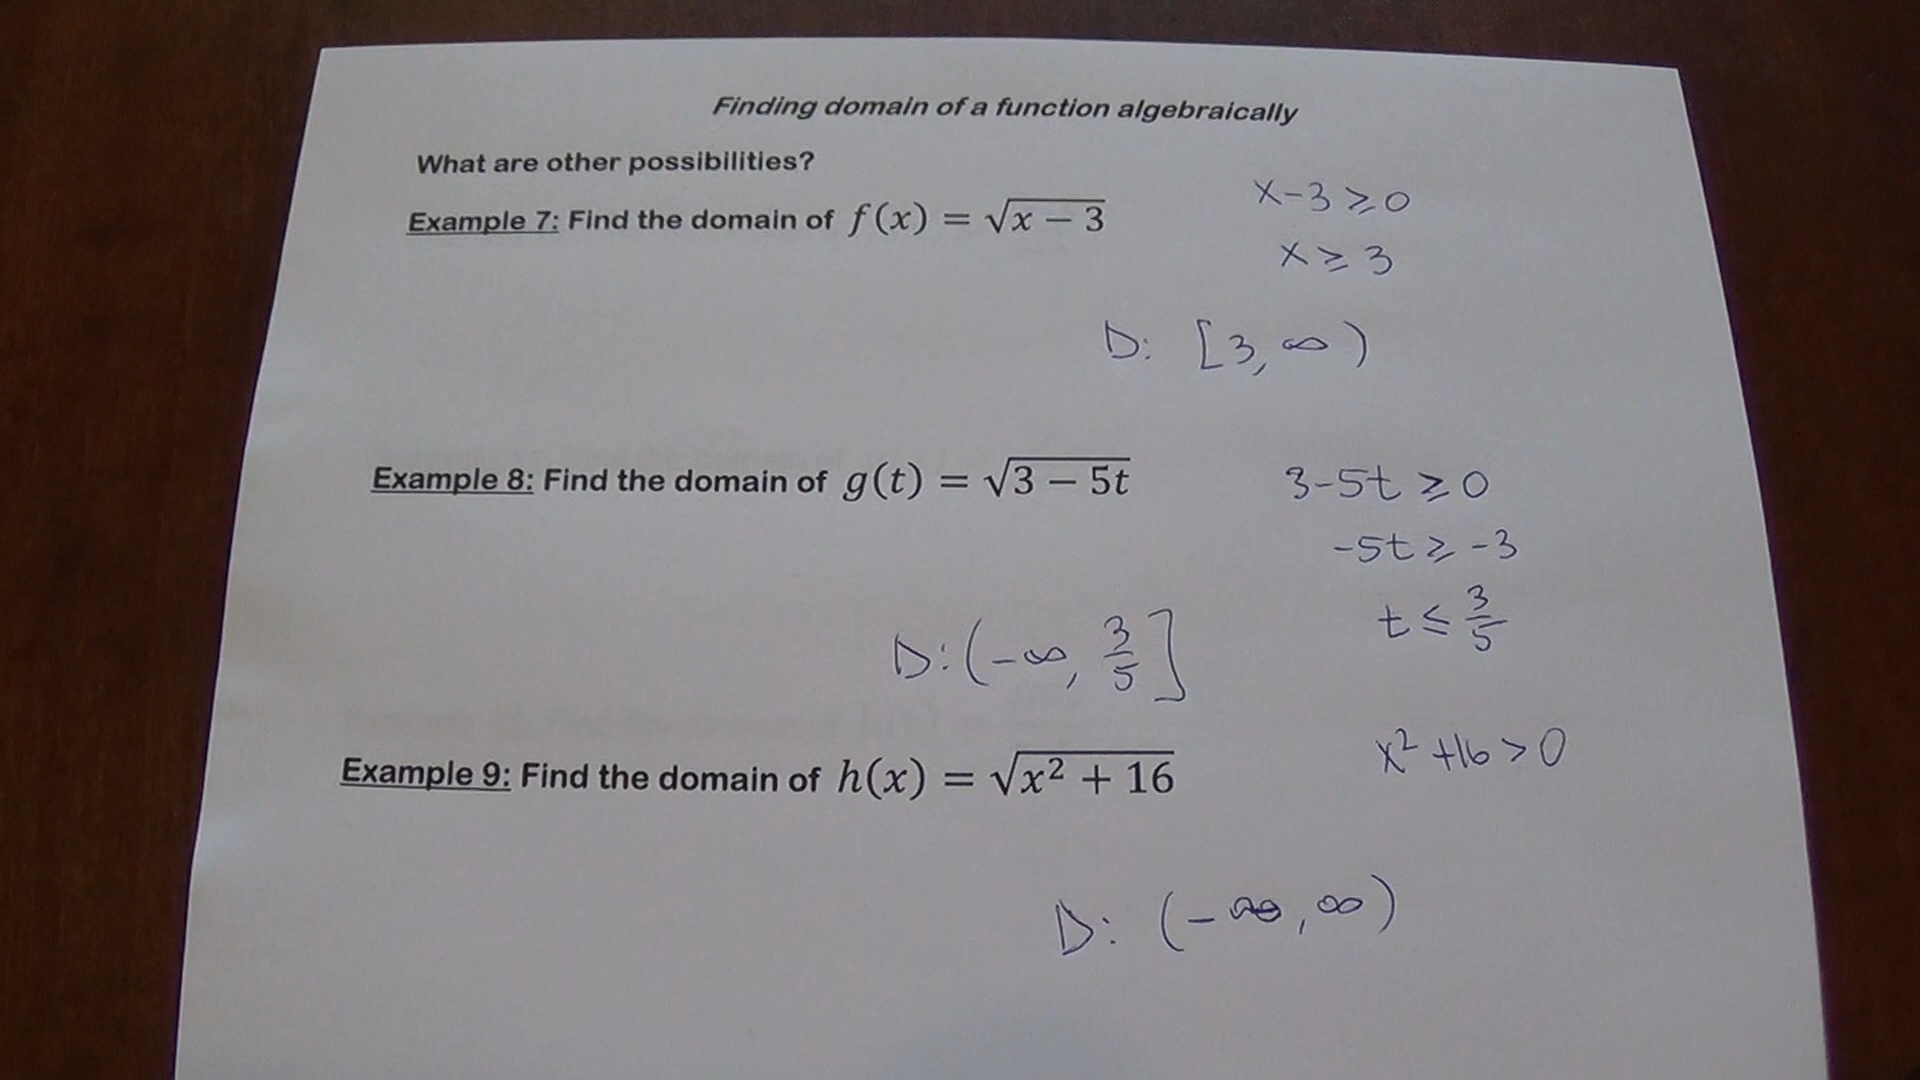 Finding domain of a function algebraically
What are other possibilities?
Example 7: Find the domain of f(x) = √x − 3
x-3 ≥ 0
x ≥ 3
D: [3, ∞)
Example 8: Find the domain of g(t) = √3 − 5t
3-5t ≥ 0
-5t ≥ -3
t ≤ 3/5
D: (-∞, 3/5]
Example 9: Find the domain of h(x) = √x² + 16
x² +16 > 0
D: (-∞, ∞)